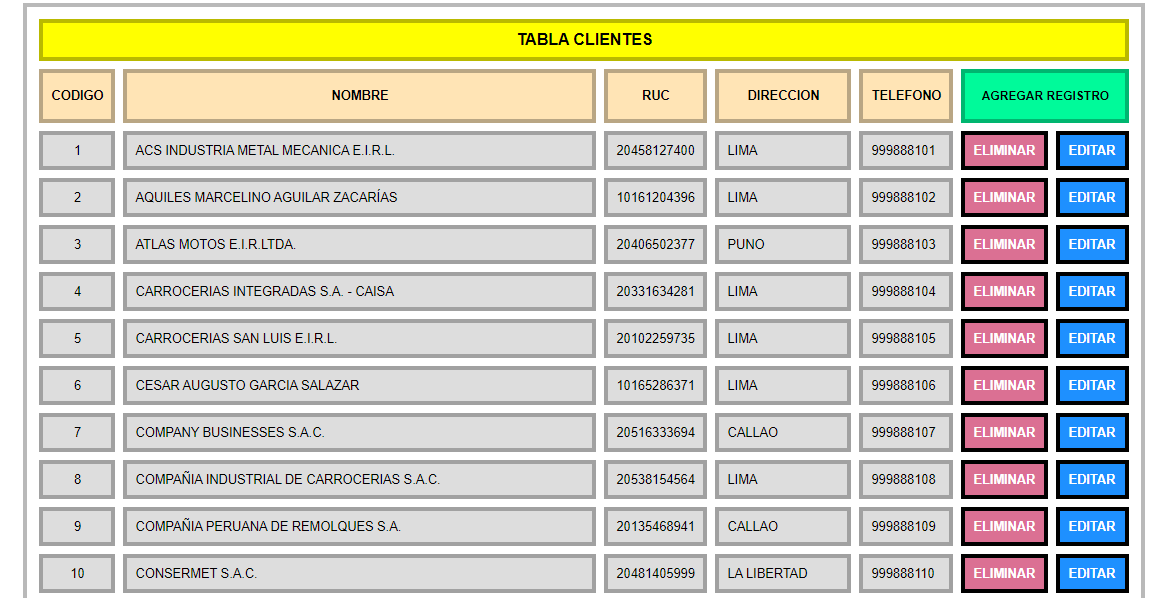 TABLA CLIENTES
CODIGO NOMBRE RUC DIRECCION TELEFONO AGREGAR REGISTRO
1 ACS INDUSTRIA METAL MECANICA E.I.R.L. 20458127400 LIMA 999888101 ELIMINAR EDITAR
2 AQUILES MARCELINO AGUILAR ZACARÍAS 10161204396 LIMA 999888102 ELIMINAR EDITAR
3 ATLAS MOTOS E.I.R.LTDA. 20406502377 PUNO 999888103 ELIMINAR EDITAR
4 CARROCERIAS INTEGRADAS S.A. - CAISA 20331634281 LIMA 999888104 ELIMINAR EDITAR
5 CARROCERIAS SAN LUIS E.I.R.L. 20102259735 LIMA 999888105 ELIMINAR EDITAR
6 CESAR AUGUSTO GARCIA SALAZAR 10165286371 LIMA 999888106 ELIMINAR EDITAR
7 COMPANY BUSINESSES S.A.C. 20516333694 CALLAO 999888107 ELIMINAR EDITAR
8 COMPAÑIA INDUSTRIAL DE CARROCERIAS S.A.C. 20538154564 LIMA 999888108 ELIMINAR EDITAR
9 COMPAÑIA PERUANA DE REMOLQUES S.A. 20135468941 CALLAO 999888109 ELIMINAR EDITAR
10 CONSERMET S.A.C. 20481405999 LA LIBERTAD 999888110 ELIMINAR EDITAR